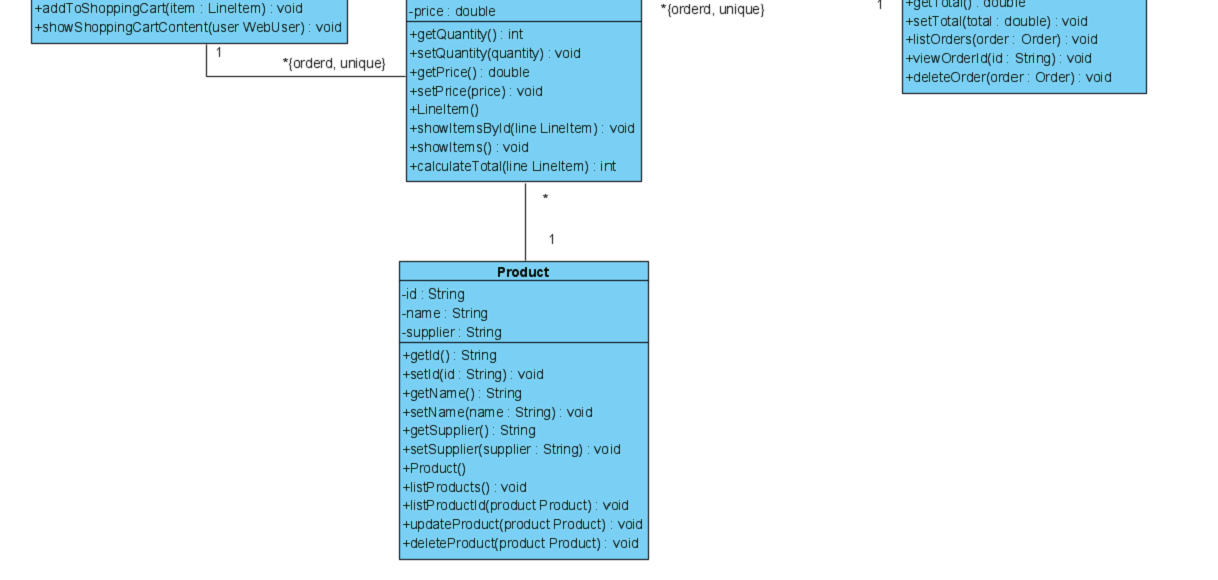 +addToShoppingCart(item : LineItem) : void
+showShoppingCartContent(user WebUser) : void
1
*{orderd, unique}
-price : double
+getQuantity() : int
+setQuantity(quantity) : void
+getPrice() : double
+setPrice(price) : void
+LineItem()
+showItemsById(line LineItem) : void
+showItems() : void
+calculateTotal(line LineItem) : int
*{orderd, unique}
1
+getTotal() : double
+setTotal(total : double) : void
+listOrders(order : Order) : void
+viewOrderId(id : String) : void
+deleteOrder(order : Order) : void
*
1
Product
-id : String
-name : String
-supplier : String
+getId() : String
+setId(id : String) : void
+getName() : String
+setName(name : String) : void
+getSupplier() : String
+setSupplier(supplier : String) : void
+Product()
+listProducts() : void
+listProductId(product Product) : void
+updateProduct(product Product) : void
+deleteProduct(product Product) : void